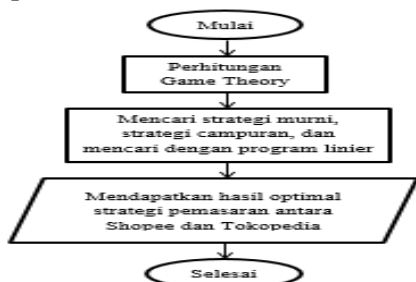 Mulai
Perhitungan
Game Theory
Mencari strategi murni,
strategi campuran, dan
mencari dengan program linier
Mendapatkan hasil optimal
strategi pemasaran antara
Shopee dan Tokopedia
Selesai